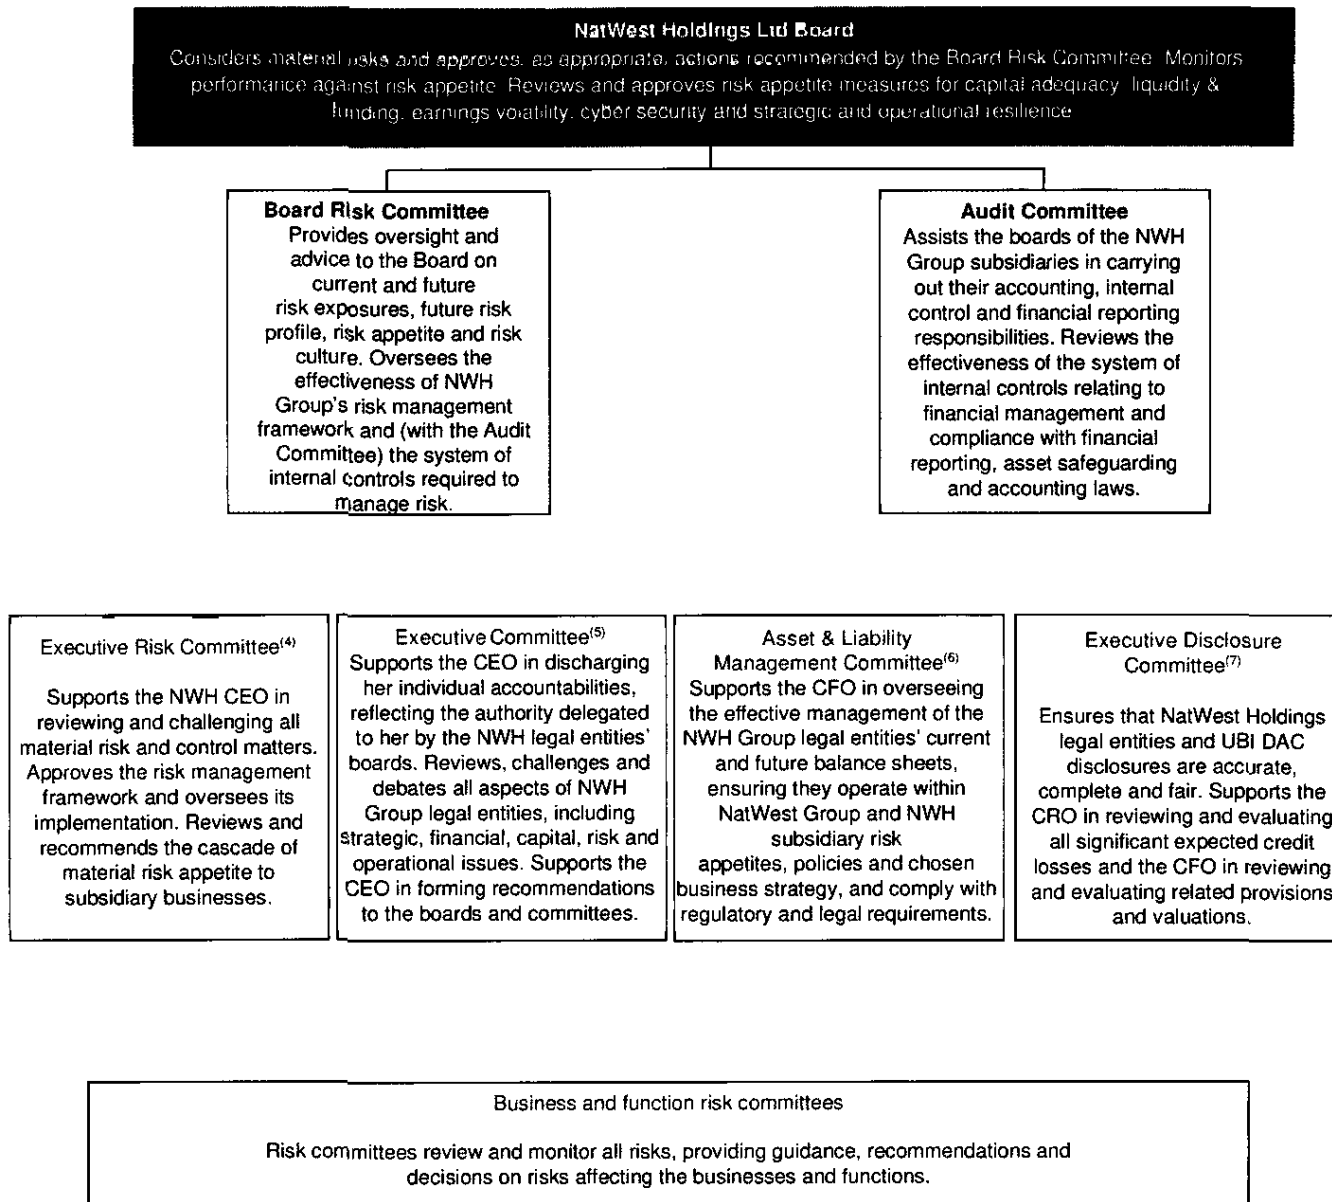 NatWest Holdings Ltd Board
Considers material risks and approves, as appropriate, actions recommended by the Board Risk Committee. Monitors
performance against risk appetite. Reviews and approves risk appetite measures for capital adequacy, liquidity &
funding, earnings volatility, cyber security and strategic and operational resilience
Board Risk Committee
Provides oversight and
advice to the Board on
current and future
risk exposures, future risk
profile, risk appetite and risk
culture. Oversees the
effectiveness of NWH
Group's risk management
framework and (with the Audit
Committee) the system of
internal controls required to
manage risk.
Audit Committee
Assists the boards of the NWH
Group subsidiaries in carrying
out their accounting, internal
control and financial reporting
responsibilities. Reviews the
effectiveness of the system of
internal controls relating to
financial management and
compliance with financial
reporting, asset safeguarding
and accounting laws.
Executive Risk Committee(4)
Supports the NWH CEO in
reviewing and challenging all
material risk and control matters.
Approves the risk management
framework and oversees its
implementation. Reviews and
recommends the cascade of
material risk appetite to
subsidiary businesses.
Executive Committee(5)
Supports the CEO in discharging
her individual accountabilities,
reflecting the authority delegated
to her by the NWH legal entities'
boards. Reviews, challenges and
debates all aspects of NWH
Group legal entities, including
strategic, financial, capital, risk and
operational issues. Supports the
CEO in forming recommendations
to the boards and committees.
Asset & Liability
Management Committee(6)
Supports the CFO in overseeing
the effective management of the
NWH Group legal entities' current
and future balance sheets,
ensuring they operate within
NatWest Group and NWH
subsidiary risk
appetites, policies and chosen
business strategy, and comply with
regulatory and legal requirements.
Executive Disclosure
Committee(7)
Ensures that NatWest Holdings
legal entities and UBI DAC
disclosures are accurate,
complete and fair. Supports the
CRO in reviewing and evaluating
all significant expected credit
losses and the CFO in reviewing
and evaluating related provisions
and valuations.
Business and function risk committees
Risk committees review and monitor all risks, providing guidance, recommendations and
decisions on risks affecting the businesses and functions.